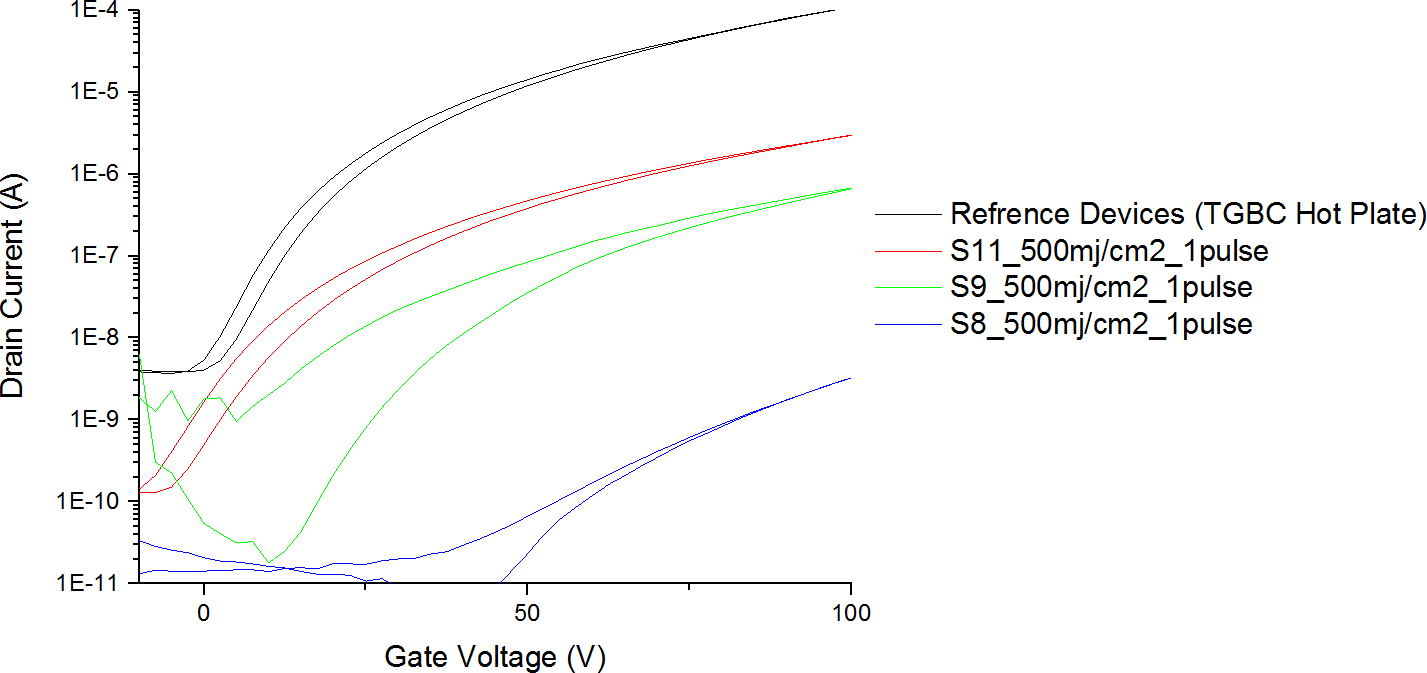 1E-4
1E-5
1E-6
1E-7
1E-8
1E-9
1E-10
1E-11
Drain Current (A)
0
50
100
Gate Voltage (V)
Refrence Devices (TGBC Hot Plate)
S11_500mj/cm2_1pulse
S9_500mj/cm2_1pulse
S8_500mj/cm2_1pulse